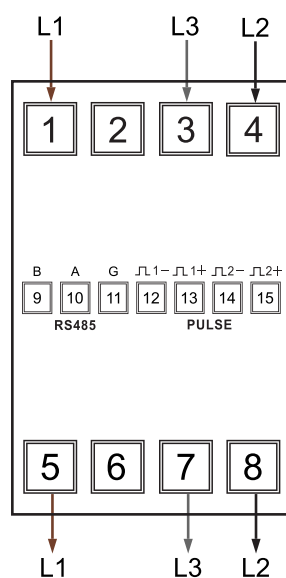 L1 L3 L2
1 2 3 4
B A G ⎍1− ⎍1+ ⎍2− ⎍2+
9 10 11 12 13 14 15
RS485 PULSE
5 6 7 8
L1 L3 L2